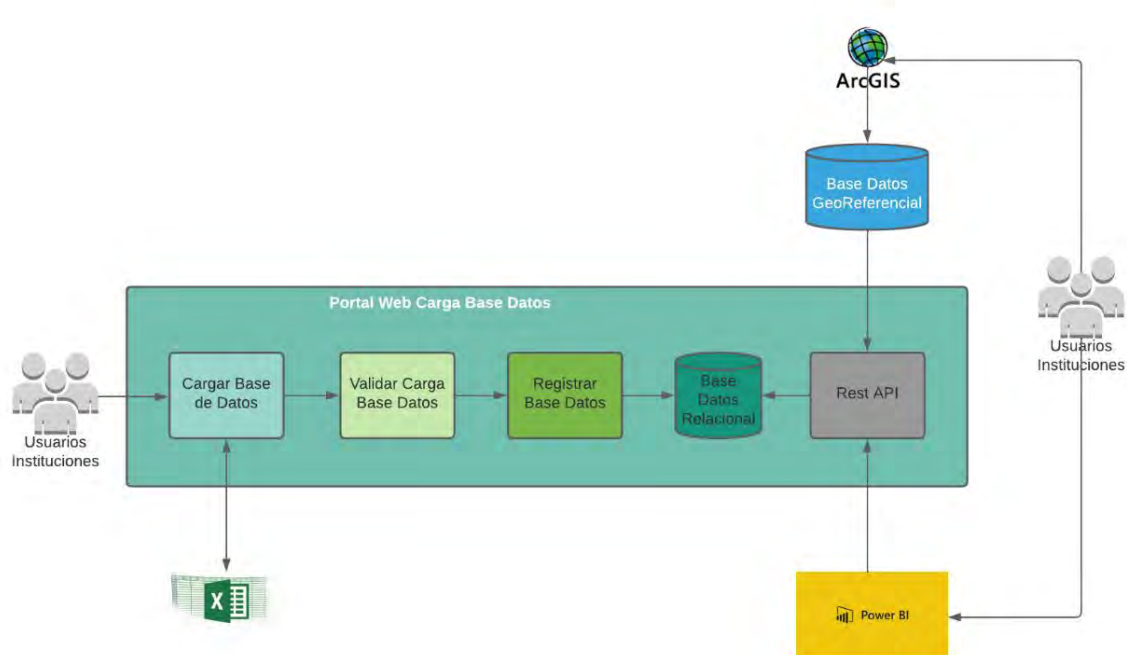 ArcGIS
Base Datos
GeoReferencial
Portal Web Carga Base Datos
Usuarios
Instituciones
Cargar Base
de Datos
Validar Carga
Base Datos
Registrar
Base Datos
Base
Datos
Relacional
Rest API
Usuarios
Instituciones
X
Power BI